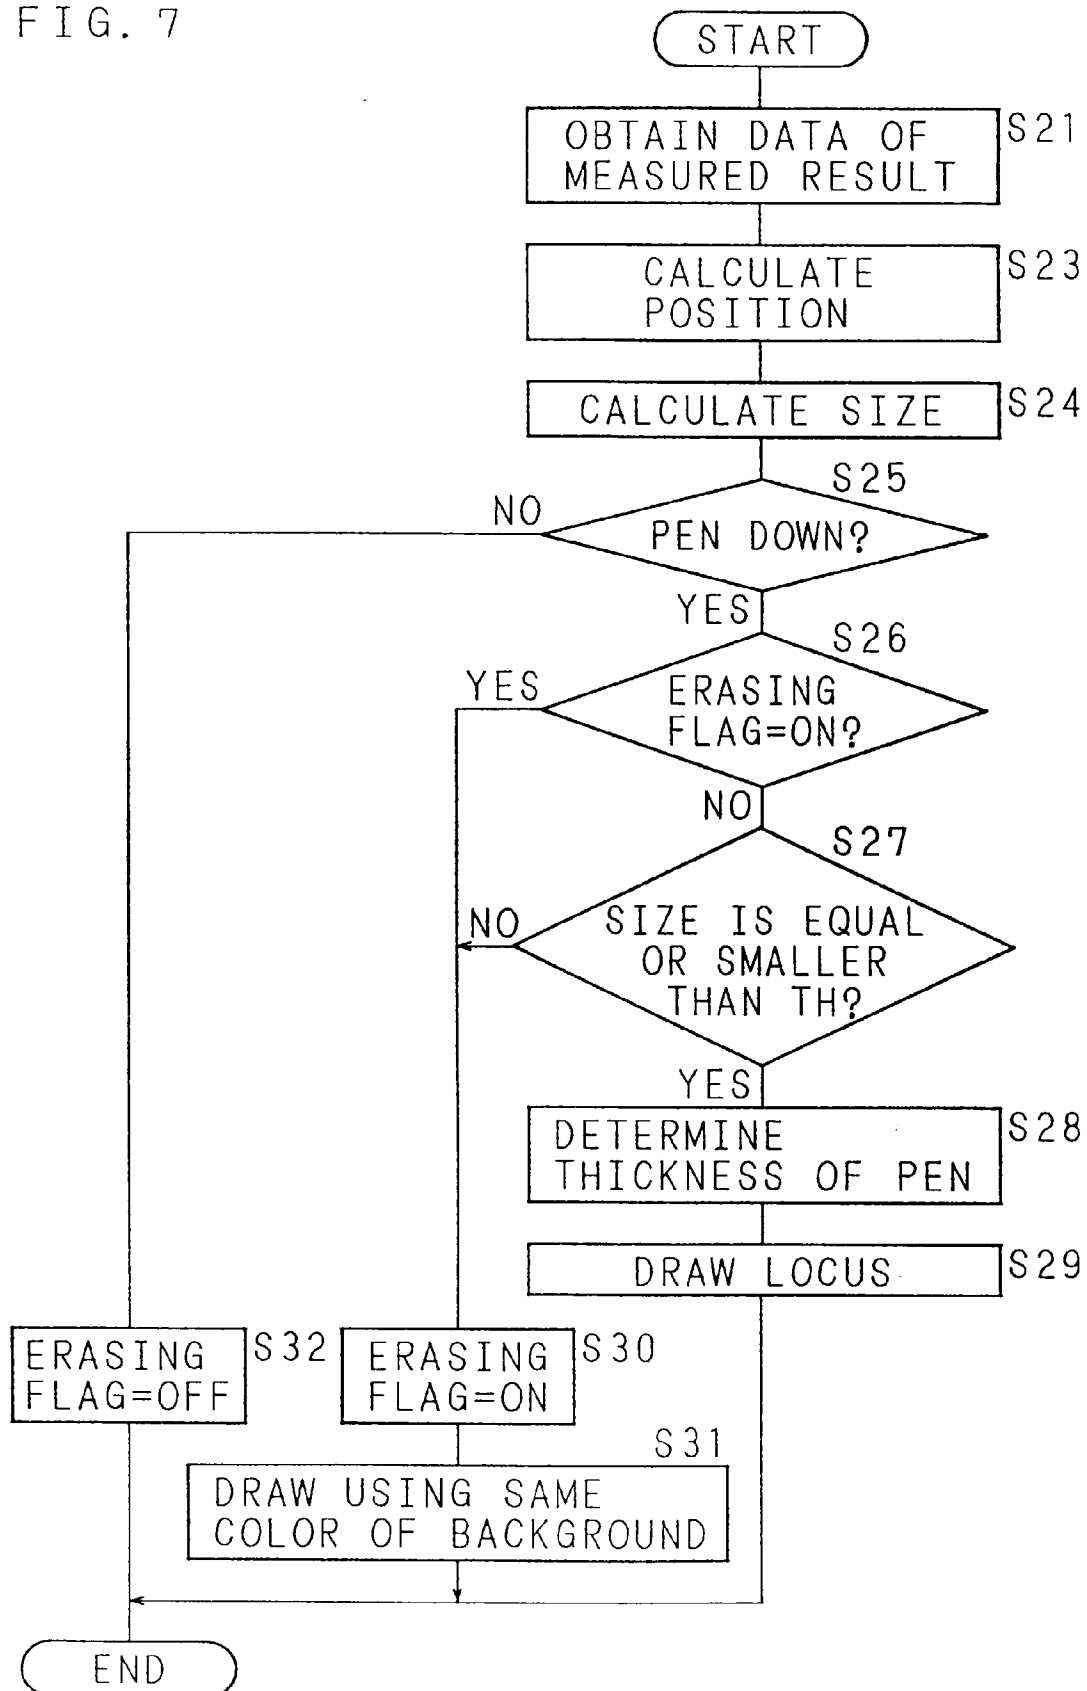 FIG. 7
START
OBTAIN DATA OF
MEASURED RESULT
S21
CALCULATE
POSITION
S23
CALCULATE SIZE
S24
S25
NO
PEN DOWN?
YES
S26
YES
ERASING
FLAG=ON?
NO
S27
NO
SIZE IS EQUAL
OR SMALLER
THAN TH?
YES
DETERMINE
THICKNESS OF PEN
S28
DRAW LOCUS
S29
ERASING
FLAG=OFF
S32
ERASING
FLAG=ON
S30
S31
DRAW USING SAME
COLOR OF BACKGROUND
END